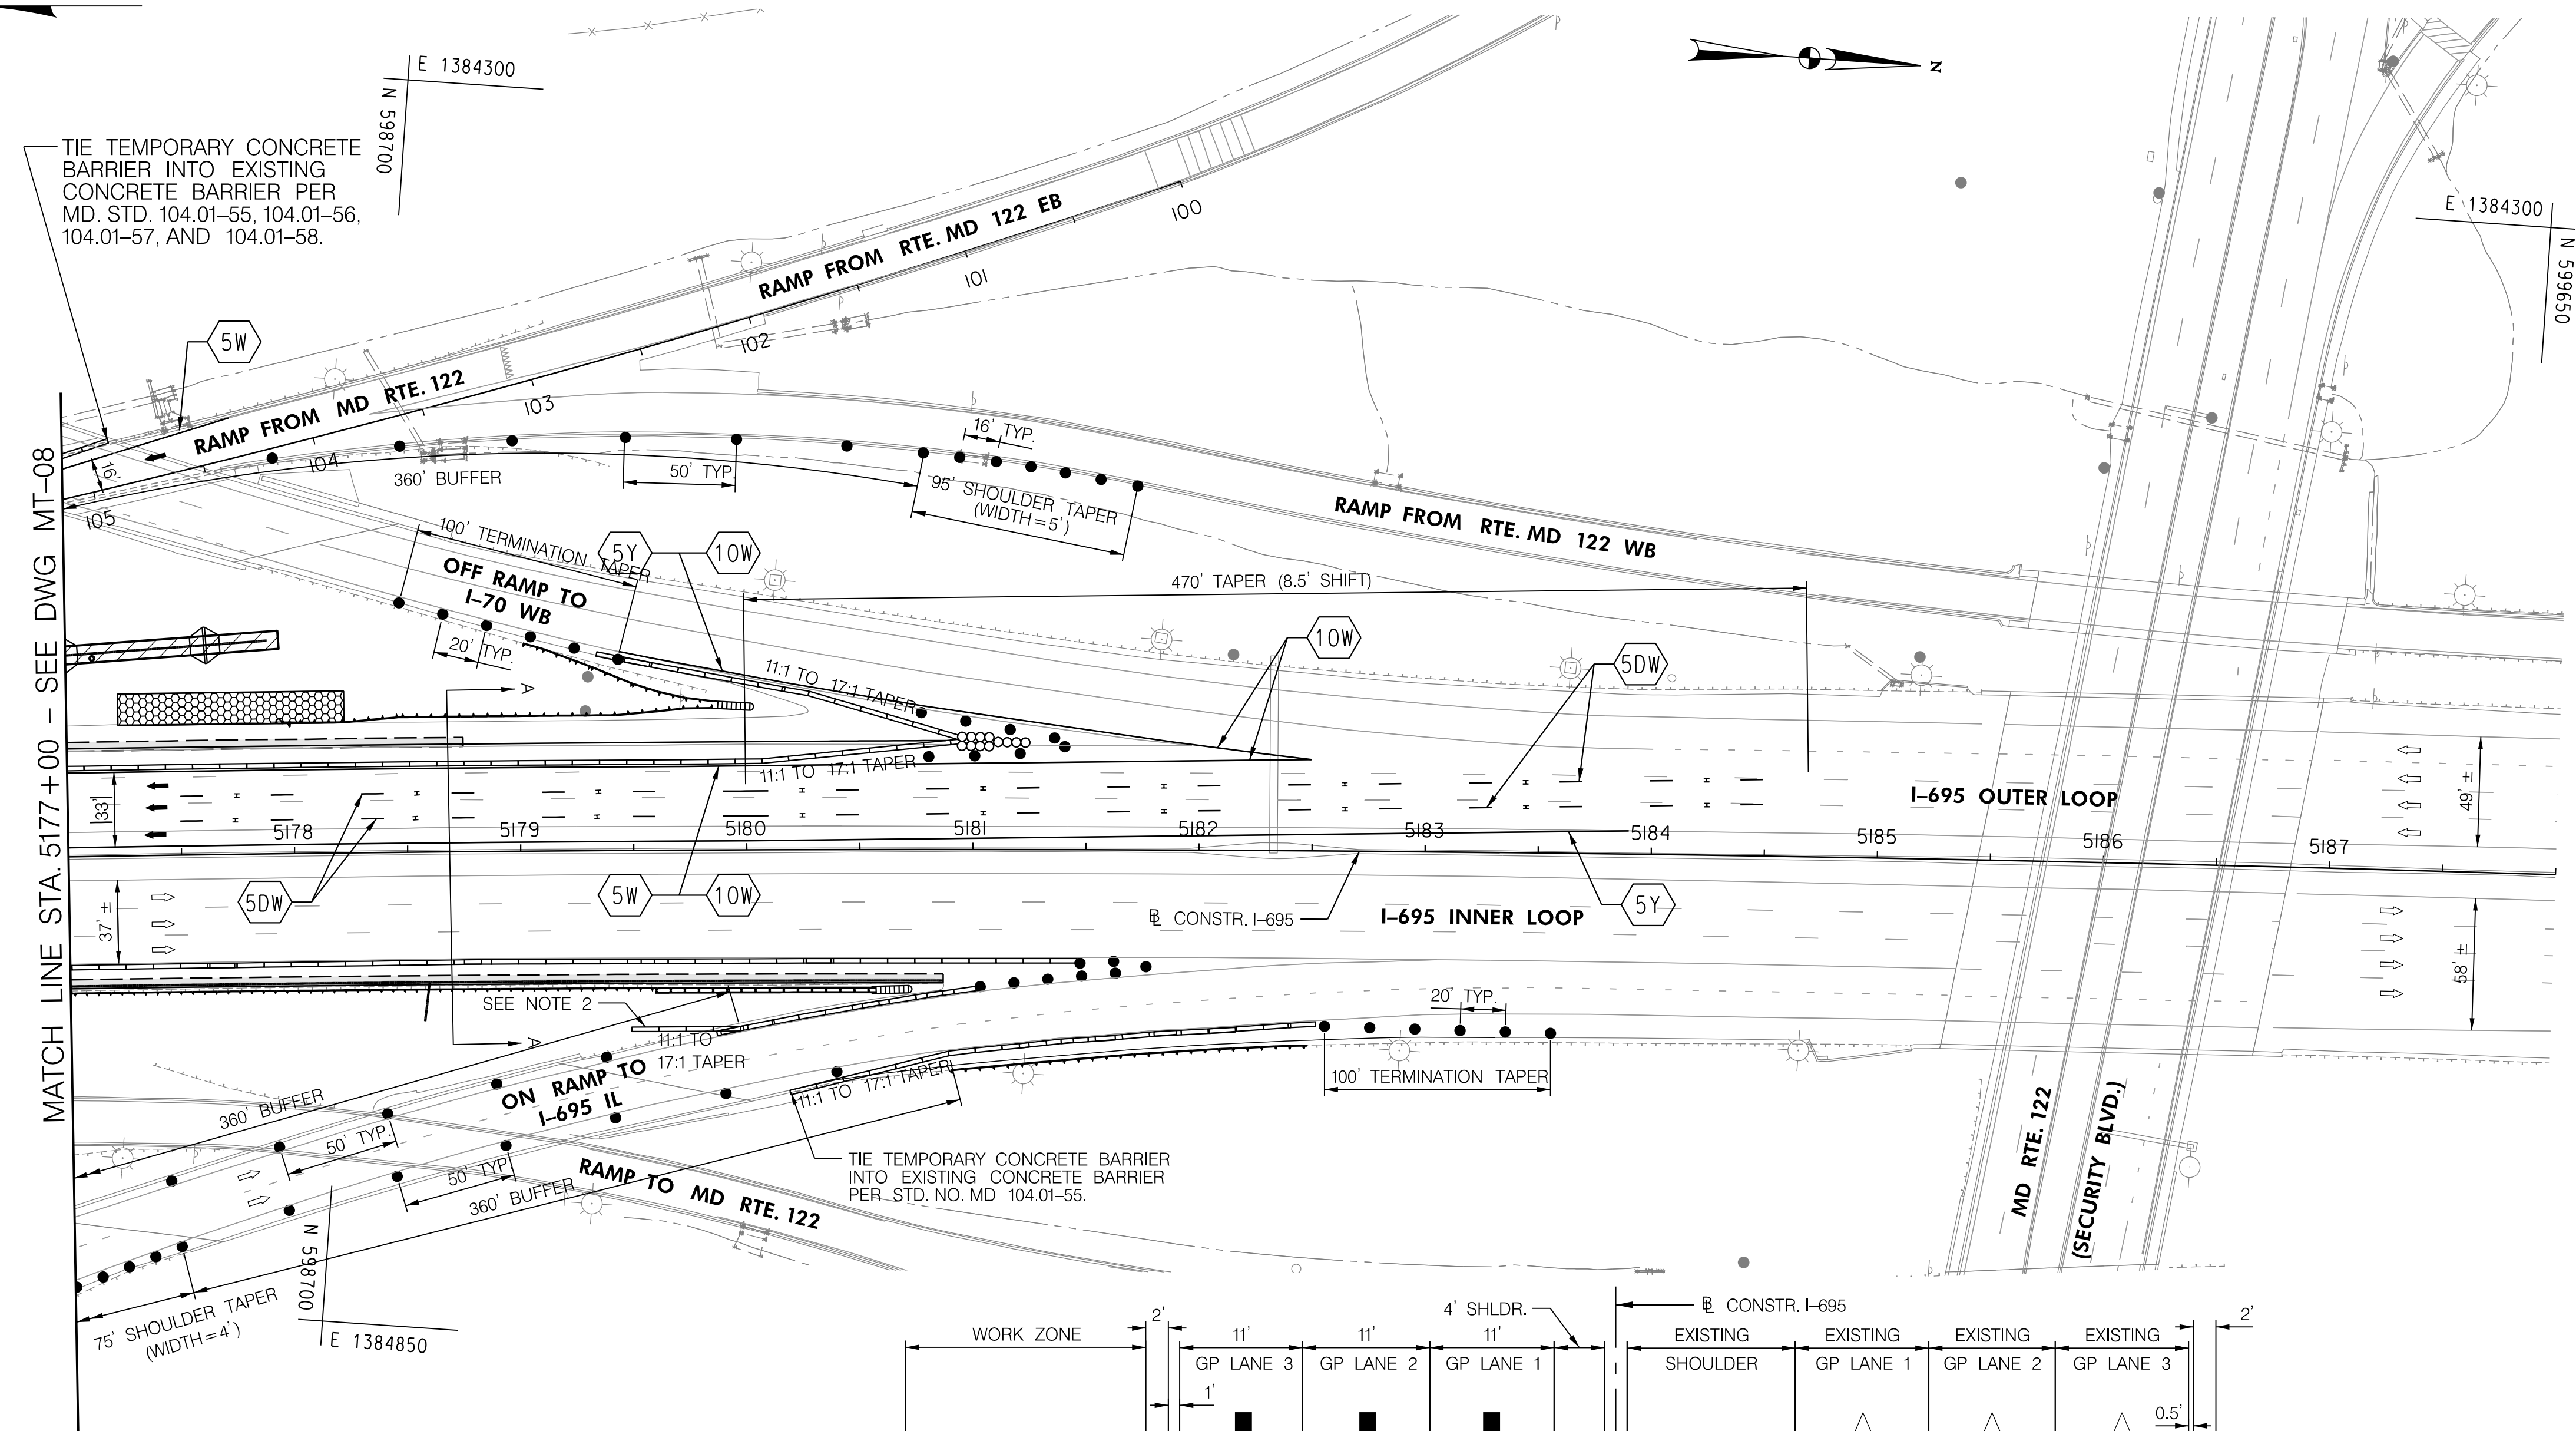 E 1384300
N 598700
N
E 1384300
N 599650
TIE TEMPORARY CONCRETE
BARRIER INTO EXISTING
CONCRETE BARRIER PER
MD. STD. 104.01–55, 104.01–56,
104.01–57, AND 104.01–58.
5W
RAMP FROM RTE. MD 122 EB
100
101
102
103
104
105
RAMP FROM MD RTE. 122
16'
360' BUFFER
50' TYP.
16' TYP.
95' SHOULDER TAPER
(WIDTH=5')
RAMP FROM RTE. MD 122 WB
100' TERMINATION TAPER
5Y
10W
OFF RAMP TO
I–70 WB
20' TYP.
470' TAPER (8.5' SHIFT)
10W
5DW
11:1 TO 17:1 TAPER
11:1 TO 17:1 TAPER
A
MATCH LINE STA. 5177+00 – SEE DWG MT–08
33'
I–695 OUTER LOOP
49' ±
5178
5179
5180
5181
5182
5183
5184
5185
5186
5187
5DW
5W
10W
37' ±
℄ CONSTR. I–695
I–695 INNER LOOP
5Y
58' ±
SEE NOTE 2
A
11:1 TO
17:1 TAPER
20' TYP.
100' TERMINATION TAPER
11:1 TO 17:1 TAPER
ON RAMP TO
I–695 IL
360' BUFFER
50' TYP.
50' TYP.
360' BUFFER
RAMP TO MD RTE. 122
TIE TEMPORARY CONCRETE BARRIER
INTO EXISTING CONCRETE BARRIER
PER STD. NO. MD 104.01–55.
MD RTE. 122
(SECURITY BLVD.)
75' SHOULDER TAPER
(WIDTH=4')
N 598700
E 1384850
WORK ZONE
2'
1'
11'
GP LANE 3
11'
GP LANE 2
11'
GP LANE 1
4' SHLDR.
℄ CONSTR. I–695
EXISTING
SHOULDER
EXISTING
GP LANE 1
EXISTING
GP LANE 2
EXISTING
GP LANE 3
2'
0.5'